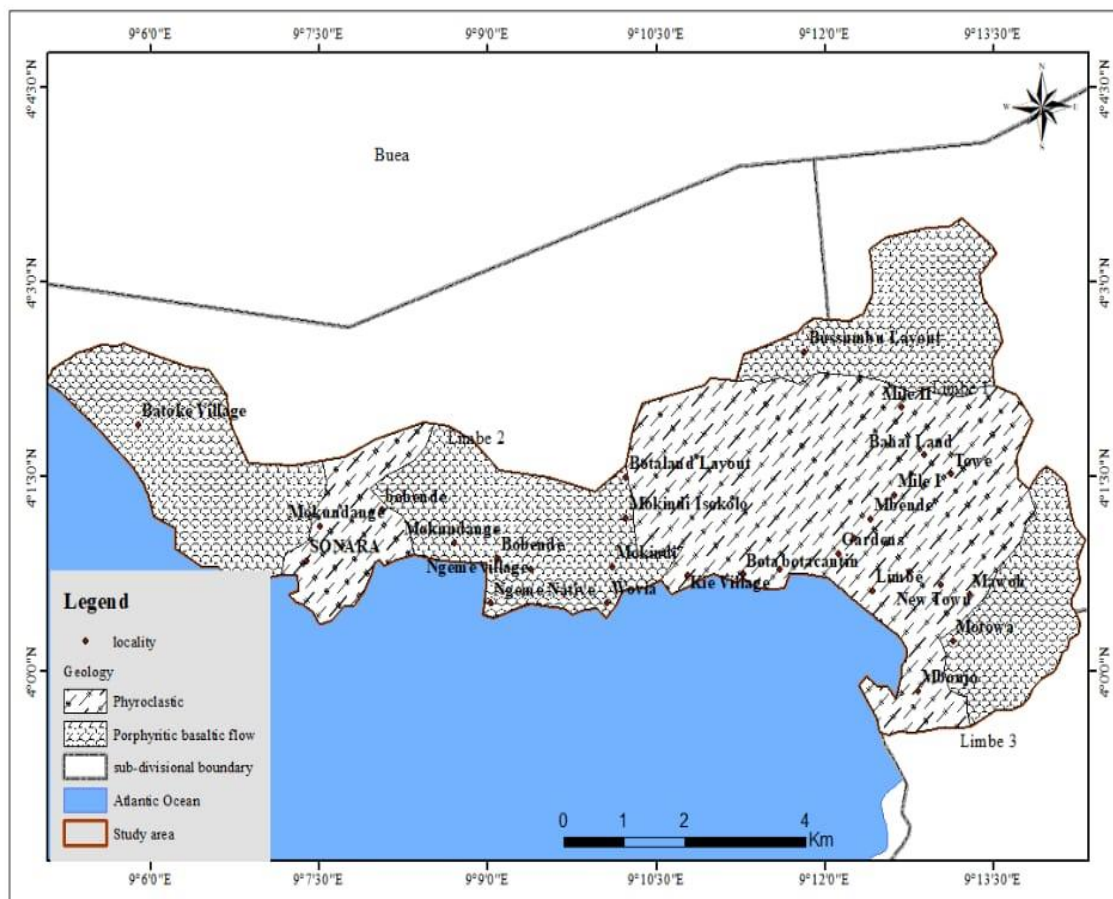 9°6'0"E 9°7'30"E 9°9'0"E 9°10'30"E 9°12'0"E 9°13'30"E
4°4'30"N 4°4'30"N
N
W E
S
Buea
4°3'0"N 4°3'0"N
Bussumbu Layout
Limbe 1
Mile II
Batoke Village
Limbe 2
Bahai Land
Botaland Layout
Towe
4°1'30"N 4°1'30"N
Mile I
bobende
Mokundange
Mokindi Isokolo
Mbende
Mokundange
Gardens
SONARA
Bobende
Mokindi
Ngeme village
Kie Village
Bota botacantin
Limbe
Mawoh
Ngeme Native
Wovia
New Town
Motowa
4°0'0"N 4°0'0"N
Mbonjo
Limbe 3
Legend
locality
Geology
Phyroclastic
Porphyritic basaltic flow
sub-divisional boundary
Atlantic Ocean
Study area
0 1 2 4
Km
9°6'0"E 9°7'30"E 9°9'0"E 9°10'30"E 9°12'0"E 9°13'30"E